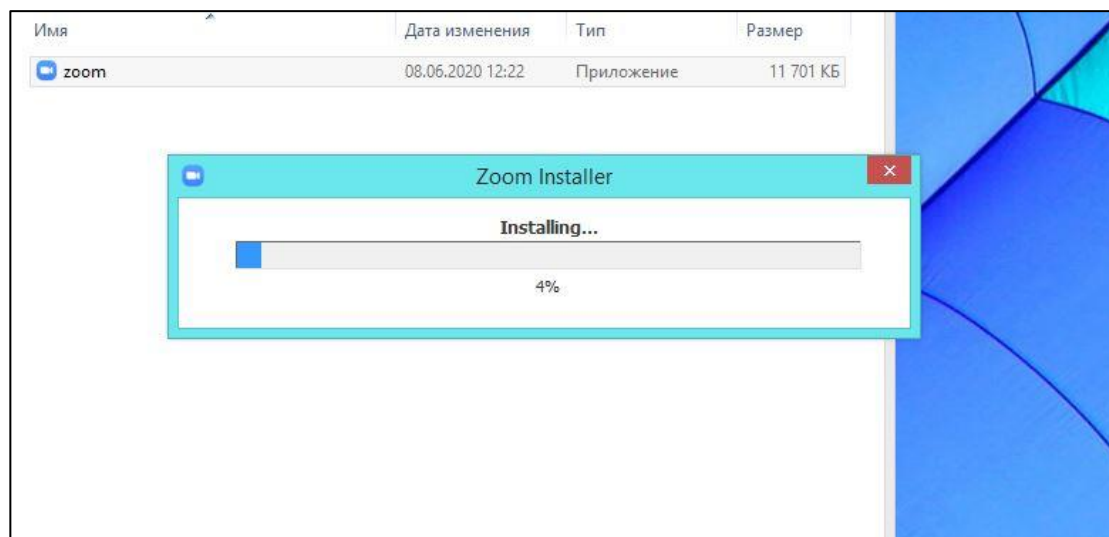 Имя Дата изменения Тип Размер
zoom 08.06.2020 12:22 Приложение 11 701 КБ
Zoom Installer
Installing...
4%